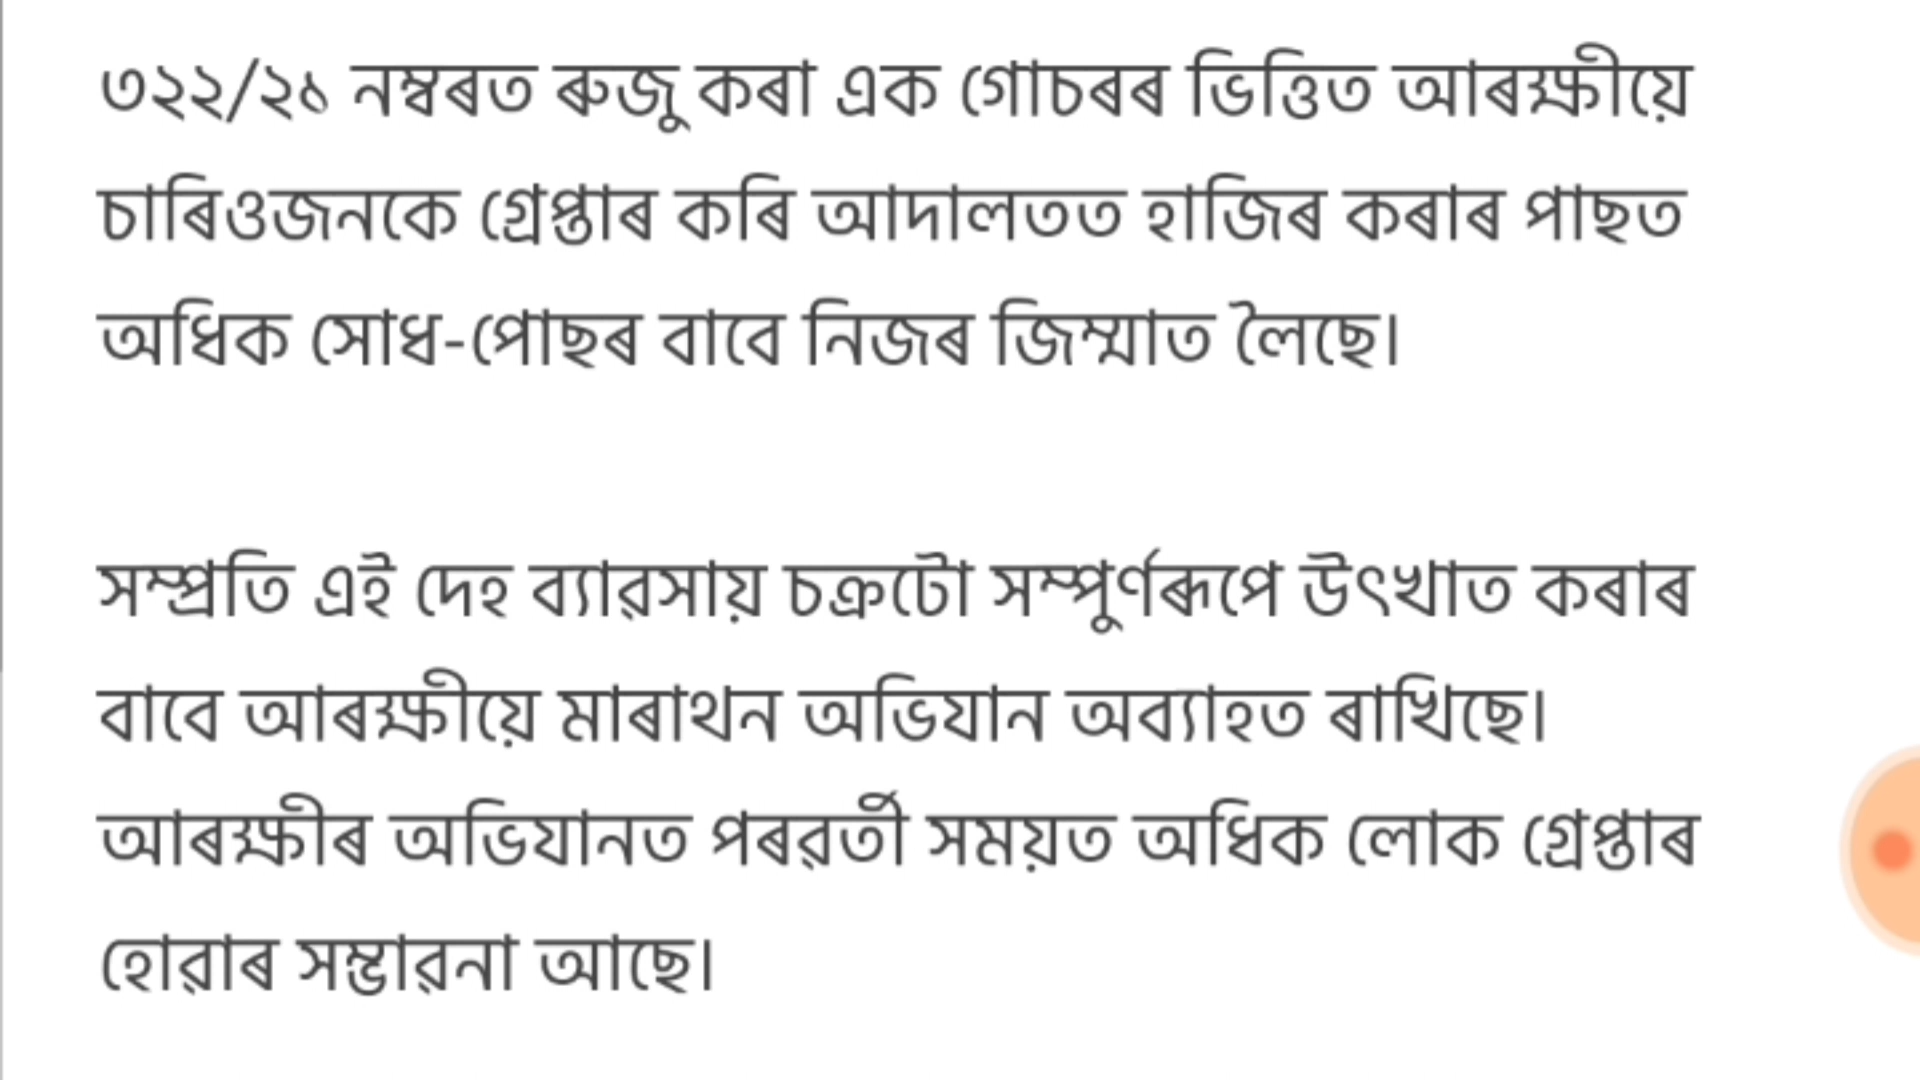 ৩২২/২১ নম্বৰত ৰুজু কৰা এক গোচৰৰ ভিত্তিত আৰক্ষীয়ে
চাৰিওজনকে গ্ৰেপ্তাৰ কৰি আদালতত হাজিৰ কৰাৰ পাছত
অধিক সোধ-পোছৰ বাবে নিজৰ জিম্মাত লৈছে।
সম্প্ৰতি এই দেহ ব্যাৱসায় চক্ৰটো সম্পুৰ্ণৰূপে উৎখাত কৰাৰ
বাবে আৰক্ষীয়ে মাৰাথন অভিযান অব্যাহত ৰাখিছে।
আৰক্ষীৰ অভিযানত পৰৱৰ্তী সময়ত অধিক লোক গ্ৰেপ্তাৰ
হোৱাৰ সম্ভাৱনা আছে।